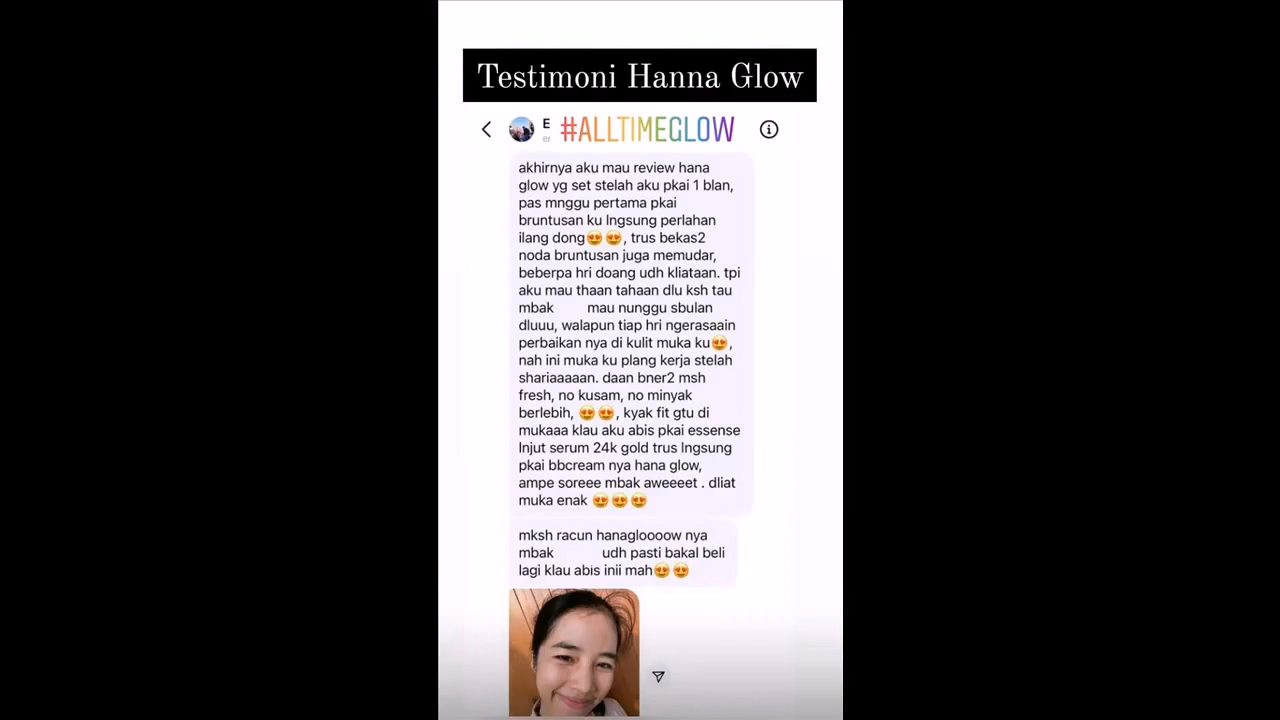 Testimoni Hanna Glow
E #ALLTIMEGLOW
akhirnya aku mau review hana
glow yg set stelah aku pkai 1 blan,
pas mnggu pertama pkai
bruntusan ku lngsung perlahan
ilang dong😍😍, trus bekas2
noda bruntusan juga memudar,
beberpa hri doang udh kliataan. tpi
aku mau thaan tahaan dlu ksh tau
mbak mau nunggu sbulan
dluuu, walapun tiap hri ngerasaain
perbaikan nya di kulit muka ku😍,
nah ini muka ku plang kerja stelah
shariaaaaan. daan bner2 msh
fresh, no kusam, no minyak
berlebih, 😍😍, kyak fit gtu di
mukaaa klau aku abis pkai essense
lnjut serum 24k gold trus lngsung
pkai bbcream nya hana glow,
ampe soreee mbak aweeeet . dliat
muka enak 😍😍😍
mksh racun hanagloooow nya
mbak udh pasti bakal beli
lagi klau abis inii mah😍😍